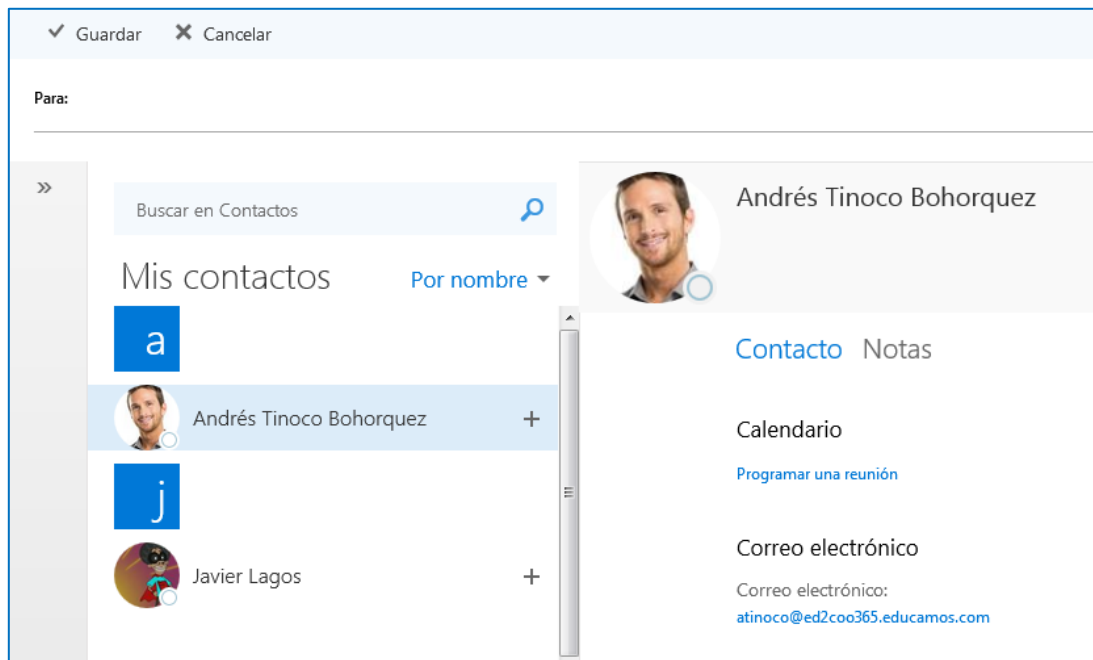 Guardar Cancelar
Para:
»
Buscar en Contactos
Mis contactos Por nombre
a
Andrés Tinoco Bohorquez +
j
Javier Lagos +
Andrés Tinoco Bohorquez
Contacto Notas
Calendario
Programar una reunión
Correo electrónico
Correo electrónico:
atinoco@ed2coo365.educamos.com